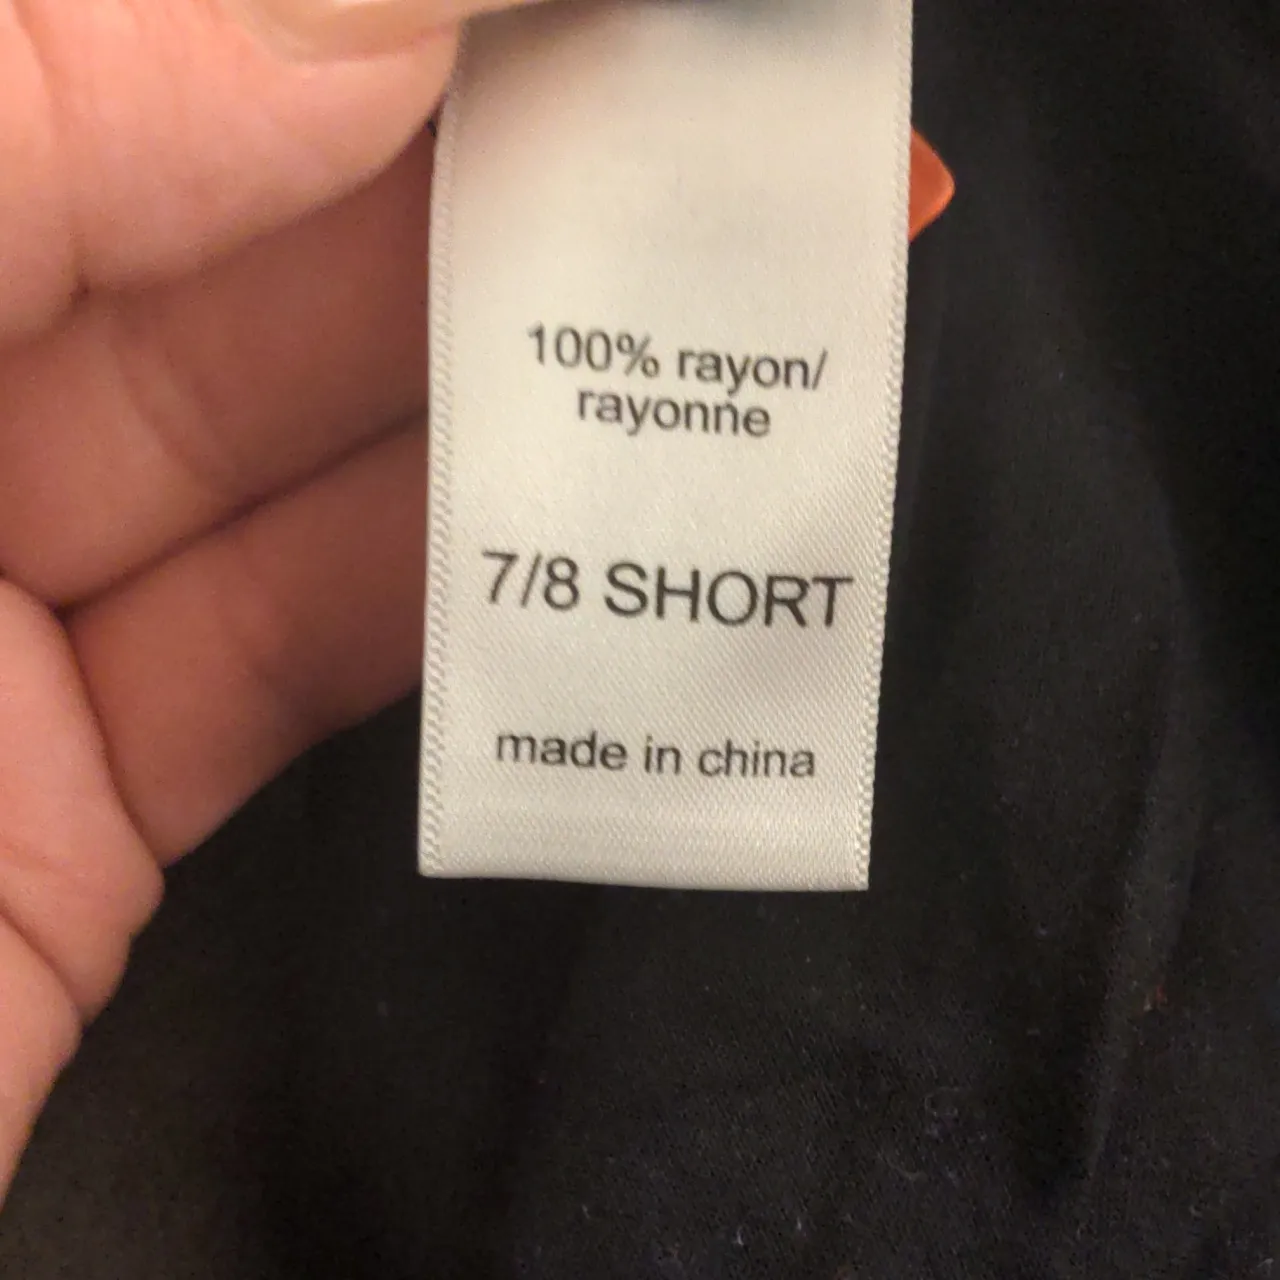 100% rayon/
rayonne
7/8 SHORT
made in china